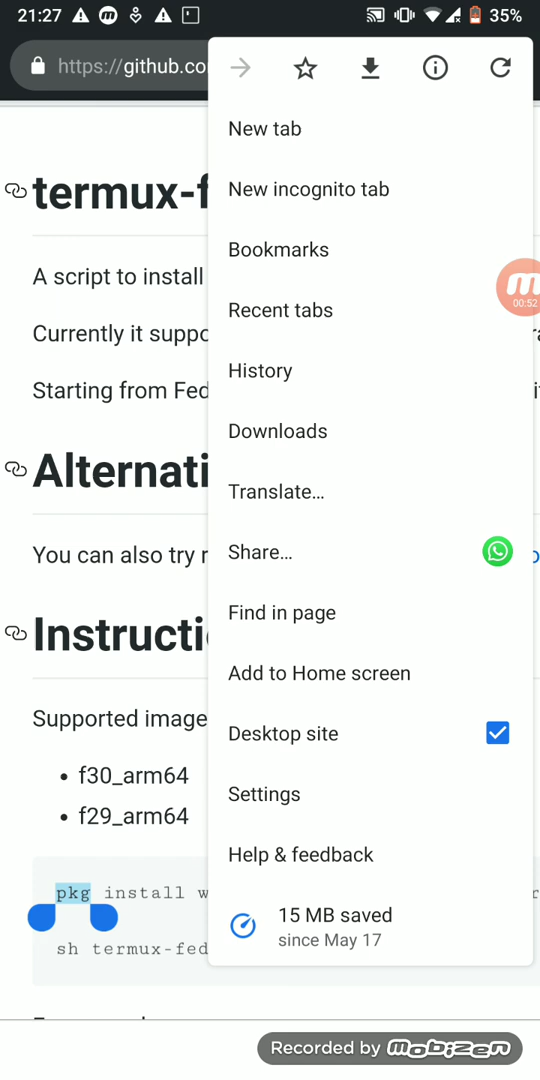 21:27
35%
https://github.co
New tab
New incognito tab
Bookmarks
Recent tabs
History
Downloads
Translate...
Share...
Find in page
Add to Home screen
Desktop site
Settings
Help & feedback
15 MB saved
since May 17
00:52
termux-f
A script to install
Currently it suppo
Starting from Fed
Alternati
You can also try r
Instructi
Supported image
• f30_arm64
• f29_arm64
pkg install w
sh termux-fed
Recorded by mobizen